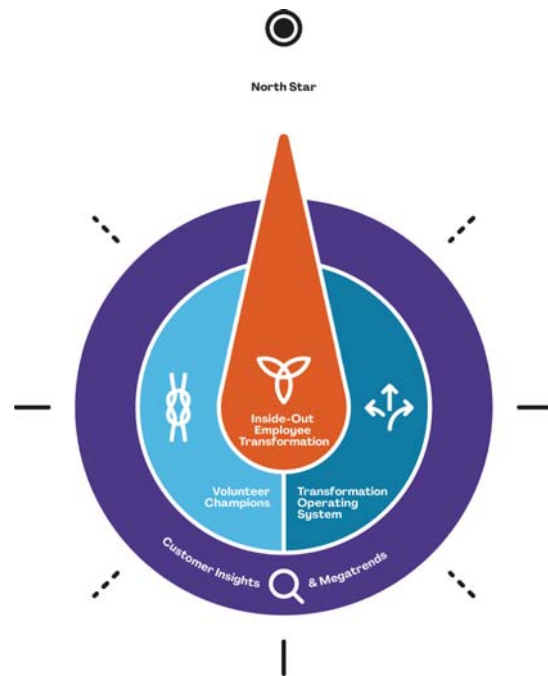 North Star
Inside-Out
Employee
Transformation
Volunteer
Champions
Transformation
Operating
System
Customer Insights & Megatrends